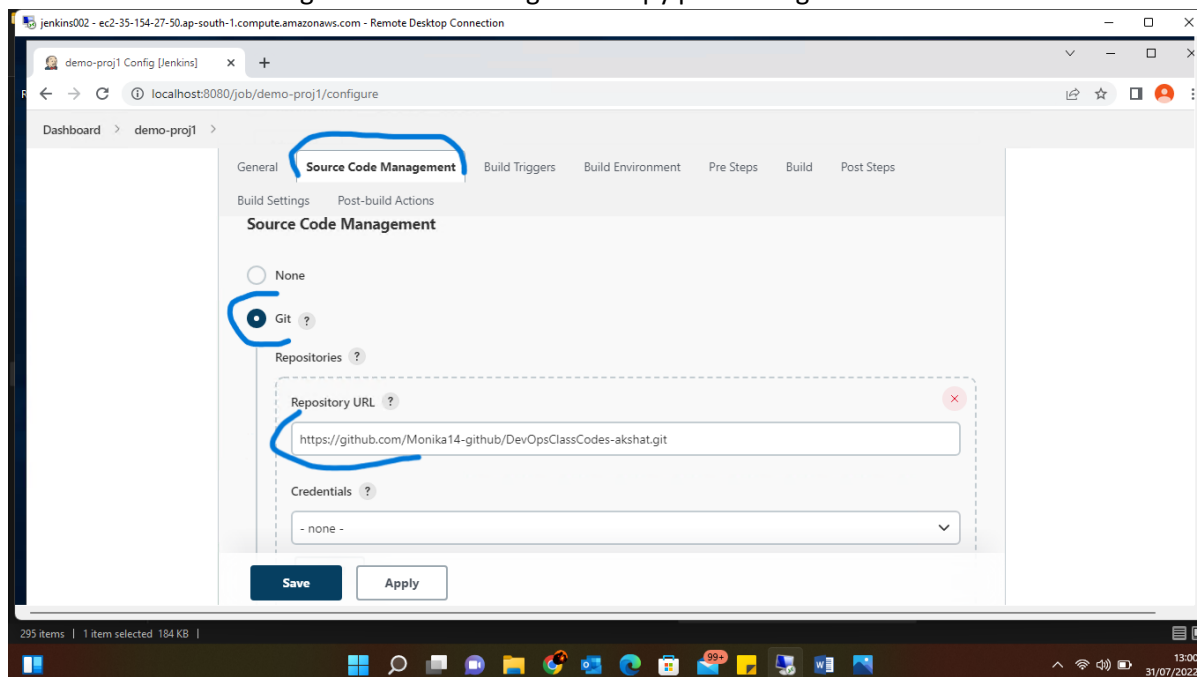 jenkins002 - ec2-35-154-27-50.ap-south-1.compute.amazonaws.com - Remote Desktop Connection
demo-proj1 Config [Jenkins]
localhost:8080/job/demo-proj1/configure
Dashboard > demo-proj1 >
General Source Code Management Build Triggers Build Environment Pre Steps Build Post Steps
Build Settings Post-build Actions
Source Code Management
None
Git ?
Repositories ?
Repository URL ?
https://github.com/Monika14-github/DevOpsClassCodes-akshat.git
Credentials ?
- none -
Save Apply
295 items | 1 item selected 184 KB |
99+
13:00
31/07/2022